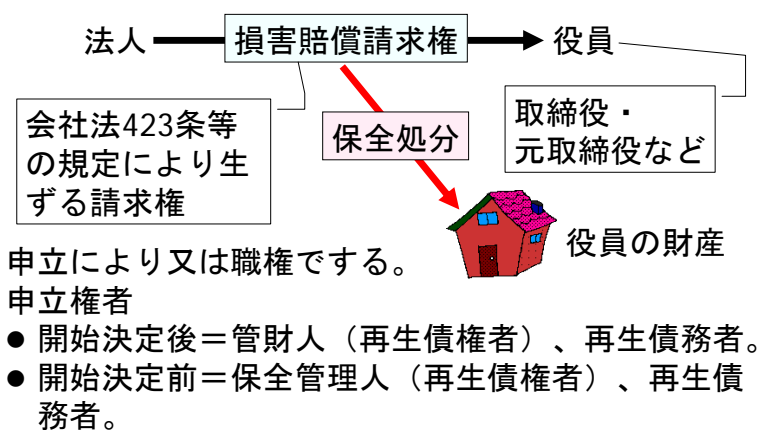 法人
損害賠償請求権
役員
会社法423条等
の規定により生
ずる請求権
保全処分
取締役・
元取締役など
役員の財産
申立により又は職権でする。
申立権者
● 開始決定後＝管財人（再生債権者）、再生債務者。
● 開始決定前＝保全管理人（再生債権者）、再生債
務者。